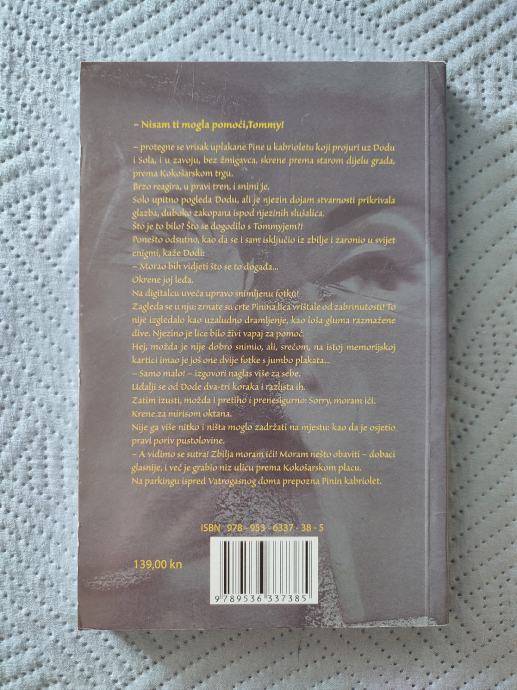 – Nisam ti mogla pomoći,Tommy!
– protegne se vrisak uplakane Pine u kabrioletu koji projuri uz Dodu
i Sola, i u zavoju, bez žmigavca, skrene prema starom dijelu grada,
prema Kokošarskom trgu.
Brzo reagira, u pravi tren, i snimi je.
Solo upitno pogleda Dodu, ali je njezin dojam stvarnosti prikrivala
glazba, duboko zakopana ispod njezinih slušalica.
Što je to bilo? Što se dogodilo s Tommyjem?!
Ponešto odsutno, kao da se i sam isključio iz zbilje i zaronio u svijet
enigmi, kaže Dodi:
– Morao bih vidjeti što se to događa...
Okrene joj leđa.
Na digitalcu uveća upravo snimljenu fotku!
Zagleda se u nju: zrnate su crte Pinina lica vrištale od zabrinutosti! To
nije izgledalo kao uzaludno dramljenje, kao loša gluma razmažene
dive. Njezino je lice bilo živi vapaj za pomoć.
Hej, možda je nije dobro snimio, ali, srećom, na istoj memorijskoj
kartici imao je još one dvije fotke s jumbo plakata...
– Samo malo! – izgovori naglas više za sebe.
Udalji se od Dode dva-tri koraka i razlista ih.
Zatim izusti, možda i pretiho i prenesigurno: Sorry, moram ići.
Krene za mirisom oktana.
Nije ga više nitko i ništa moglo zadržati na mjestu: kao da je osjetio
pravi poriv pustolovine.
– A vidimo se sutra! Zbilja moram ići! Moram nešto obaviti – dobaci
glasnije, i već je grabio niz ulicu prema Kokošarskom placu.
Na parkingu ispred Vatrogasnog doma prepozna Pinin kabriolet.
ISBN 978 - 953 - 6337 - 38 - 5
139,00 kn
9789536337385